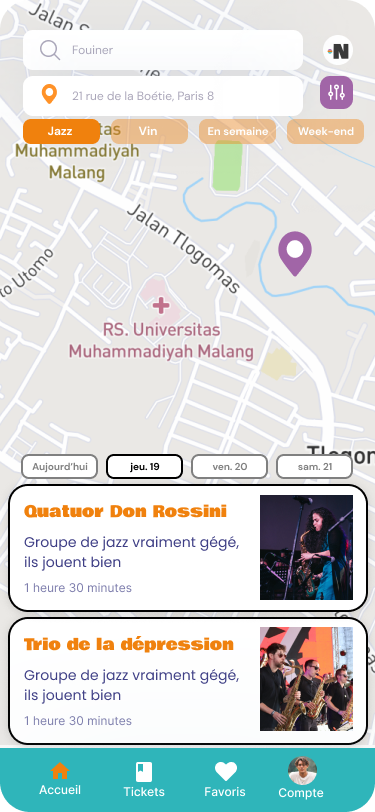 Jalan S
Fouiner
N
21 rue de la Boétie, Paris 8
Jazz
Vin
En semaine
Week-end
tas
Muhammadiyah
Malang
Jalan Tlogomas
to Utomo
RS. Universitas
Muhammadiyah Malang
Tlogom
Aujourd'hui
jeu. 19
ven. 20
sam. 21
Quatuor Don Rossini
Groupe de jazz vraiment gégé,
ils jouent bien
1 heure 30 minutes
Trio de la dépression
Groupe de jazz vraiment gégé,
ils jouent bien
1 heure 30 minutes
Accueil
Tickets
Favoris
Compte